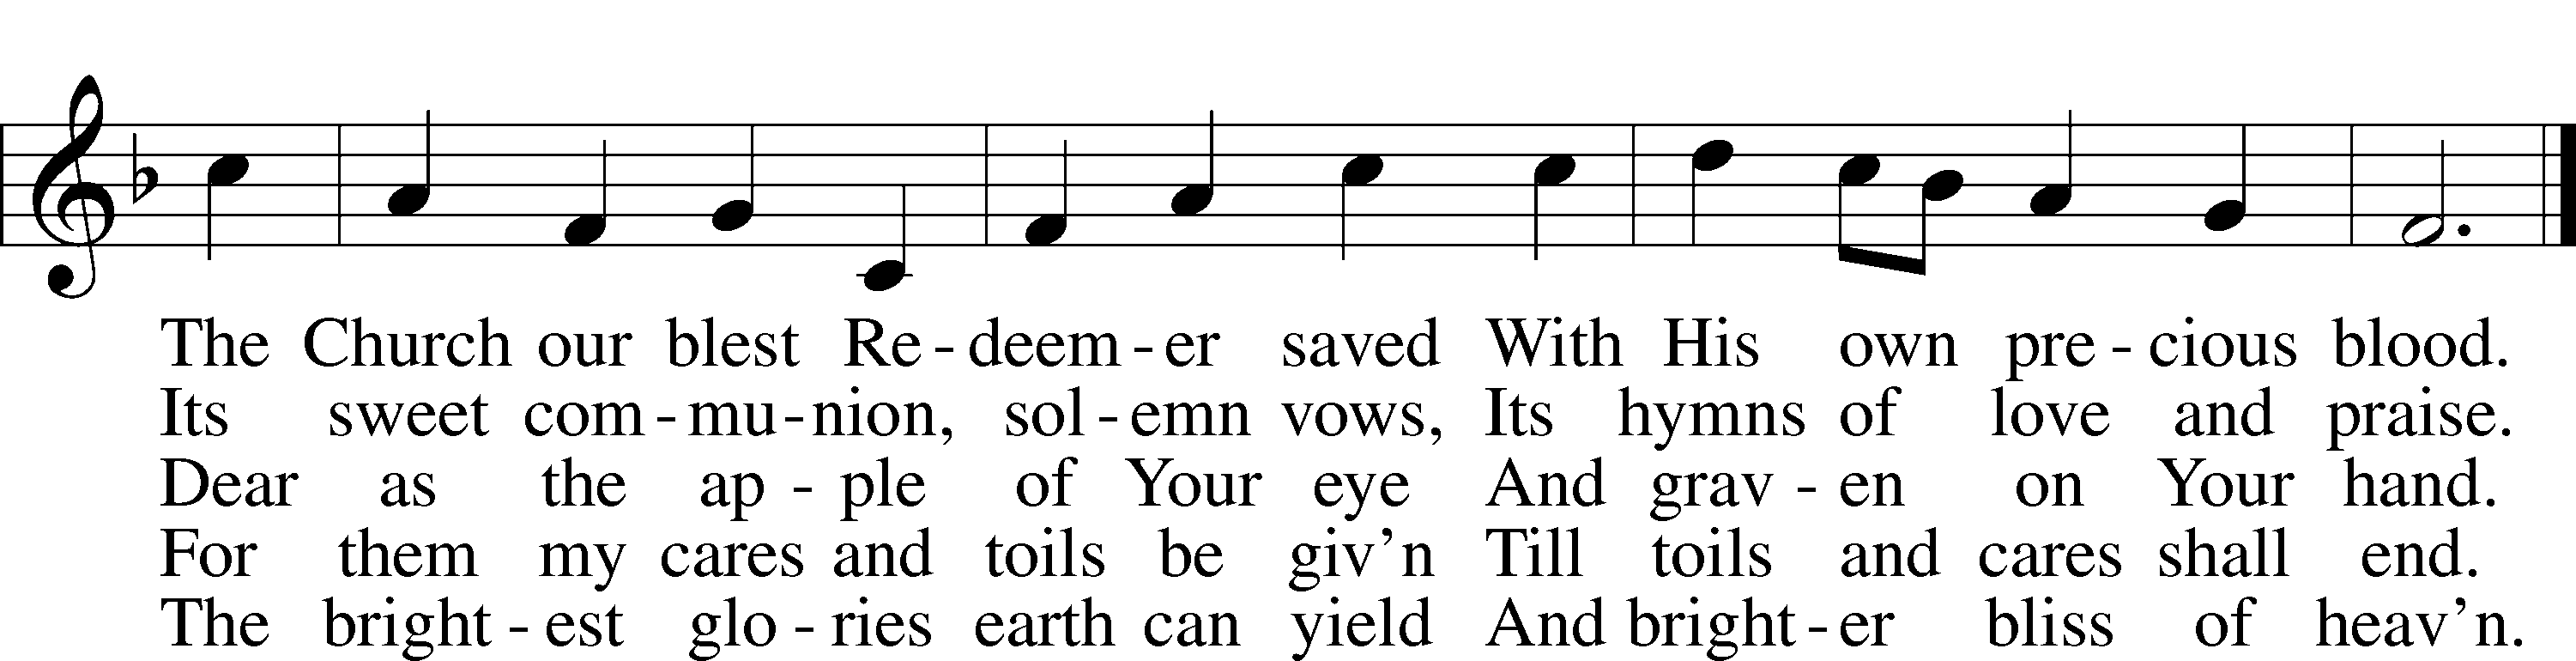 The Church our blest Re - deem - er saved With His own pre - cious blood.
Its sweet com - mu - nion, sol - emn vows, Its hymns of love and praise.
Dear as the ap - ple of Your eye And grav - en on Your hand.
For them my cares and toils be giv’n Till toils and cares shall end.
The bright - est glo - ries earth can yield And bright - er bliss of heav’n.